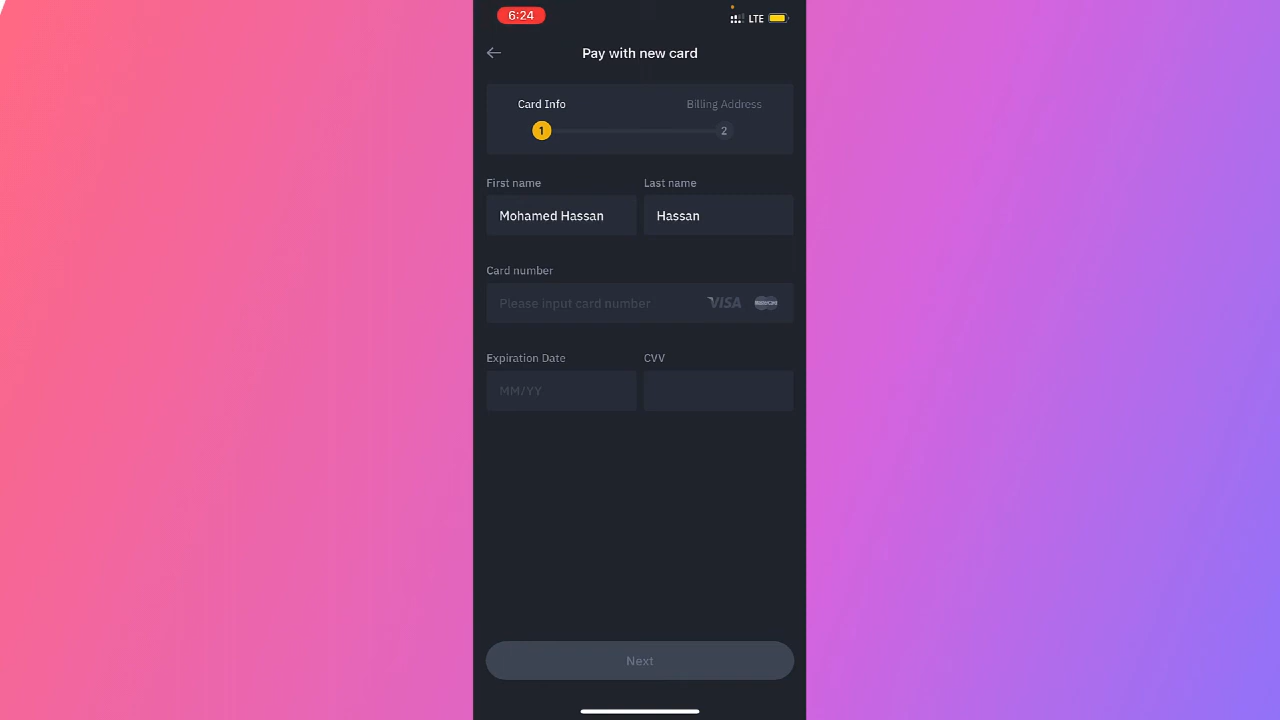 6:24
LTE
Pay with new card
Card Info
Billing Address
1
2
First name
Last name
Mohamed Hassan
Hassan
Card number
Please input card number
VISA
MasterCard
Expiration Date
CVV
MM/YY
Next